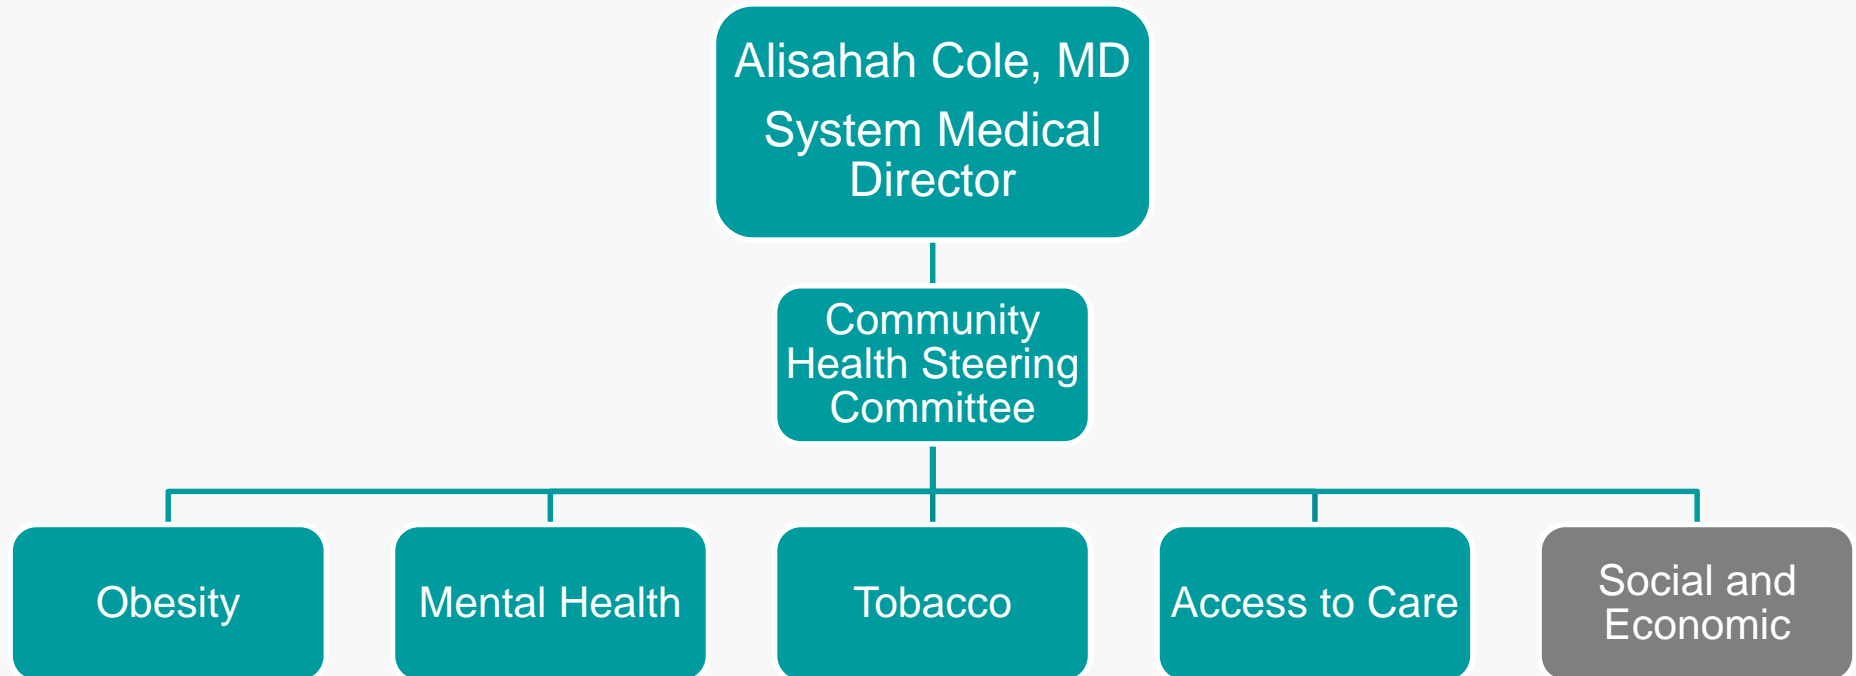 Alisahah Cole, MD
System Medical
Director
Community
Health Steering
Committee
Obesity
Mental Health
Tobacco
Access to Care
Social and
Economic